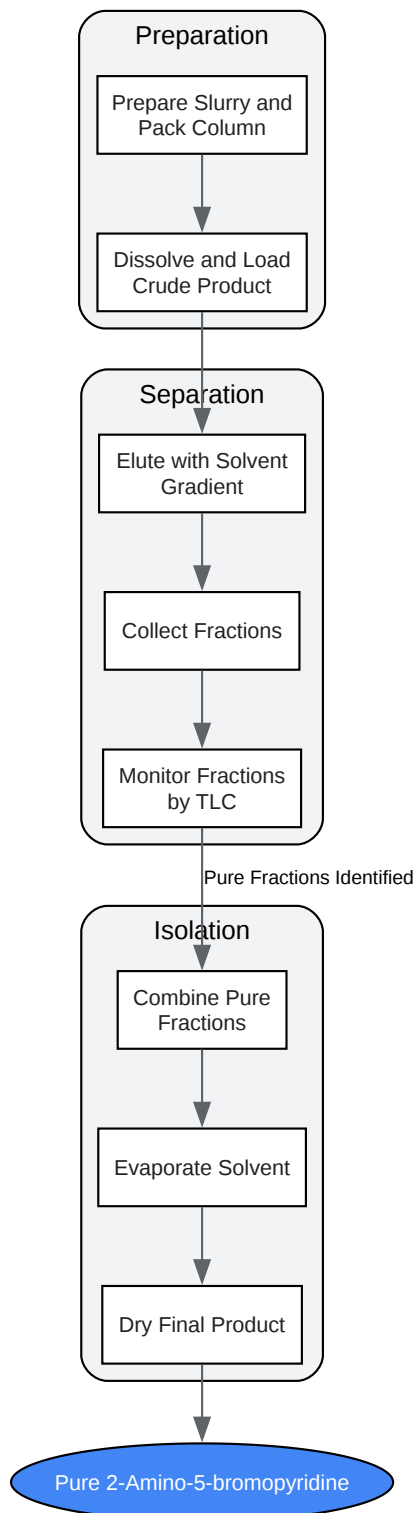 Preparation
Prepare Slurry and
Pack Column
Dissolve and Load
Crude Product
Separation
Elute with Solvent
Gradient
Collect Fractions
Monitor Fractions
by TLC
Pure Fractions Identified
Isolation
Combine Pure
Fractions
Evaporate Solvent
Dry Final Product
Pure 2-Amino-5-bromopyridine